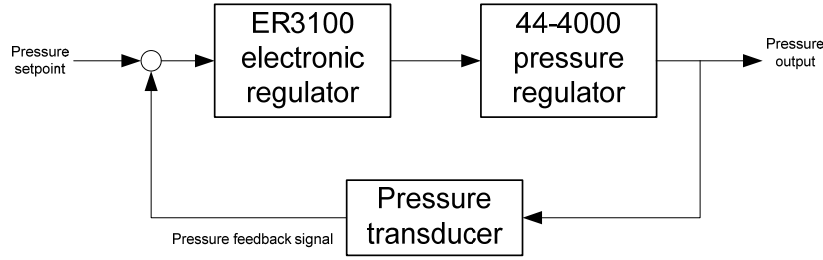 Pressure
setpoint
ER3100
electronic
regulator
44-4000
pressure
regulator
Pressure
output
Pressure
transducer
Pressure feedback signal